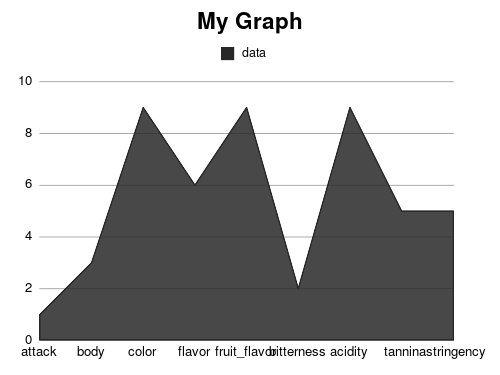 My Graph
data
10
8
6
4
2
0
attack body color flavor fruit_flavor bitterness acidity tannin astringency